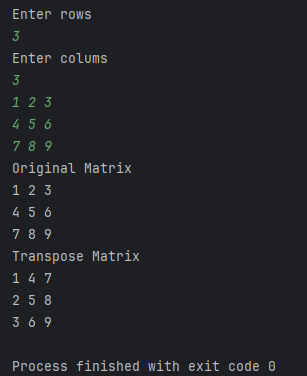 Enter rows
3
Enter colums
3
1 2 3
4 5 6
7 8 9
Original Matrix
1 2 3
4 5 6
7 8 9
Transpose Matrix
1 4 7
2 5 8
3 6 9
Process finished with exit code 0